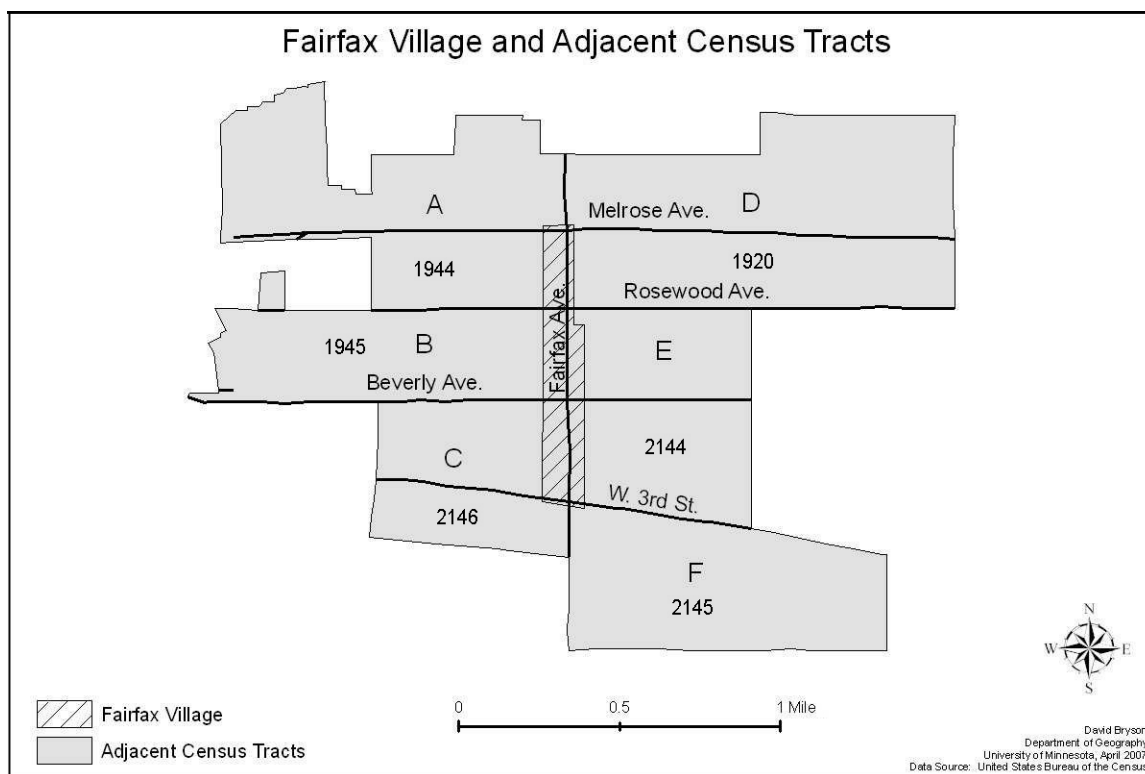 Fairfax Village and Adjacent Census Tracts
A
D
Melrose Ave.
1944
1920
Rosewood Ave.
Fairfax Ave.
1945
B
E
Beverly Ave.
C
2144
W. 3rd St.
2146
F
2145
N
W
E
S
Fairfax Village
Adjacent Census Tracts
0
0.5
1 Mile
David Bryson
Department of Geography
University of Minnesota, April 2007
Data Source: United States Bureau of the Census